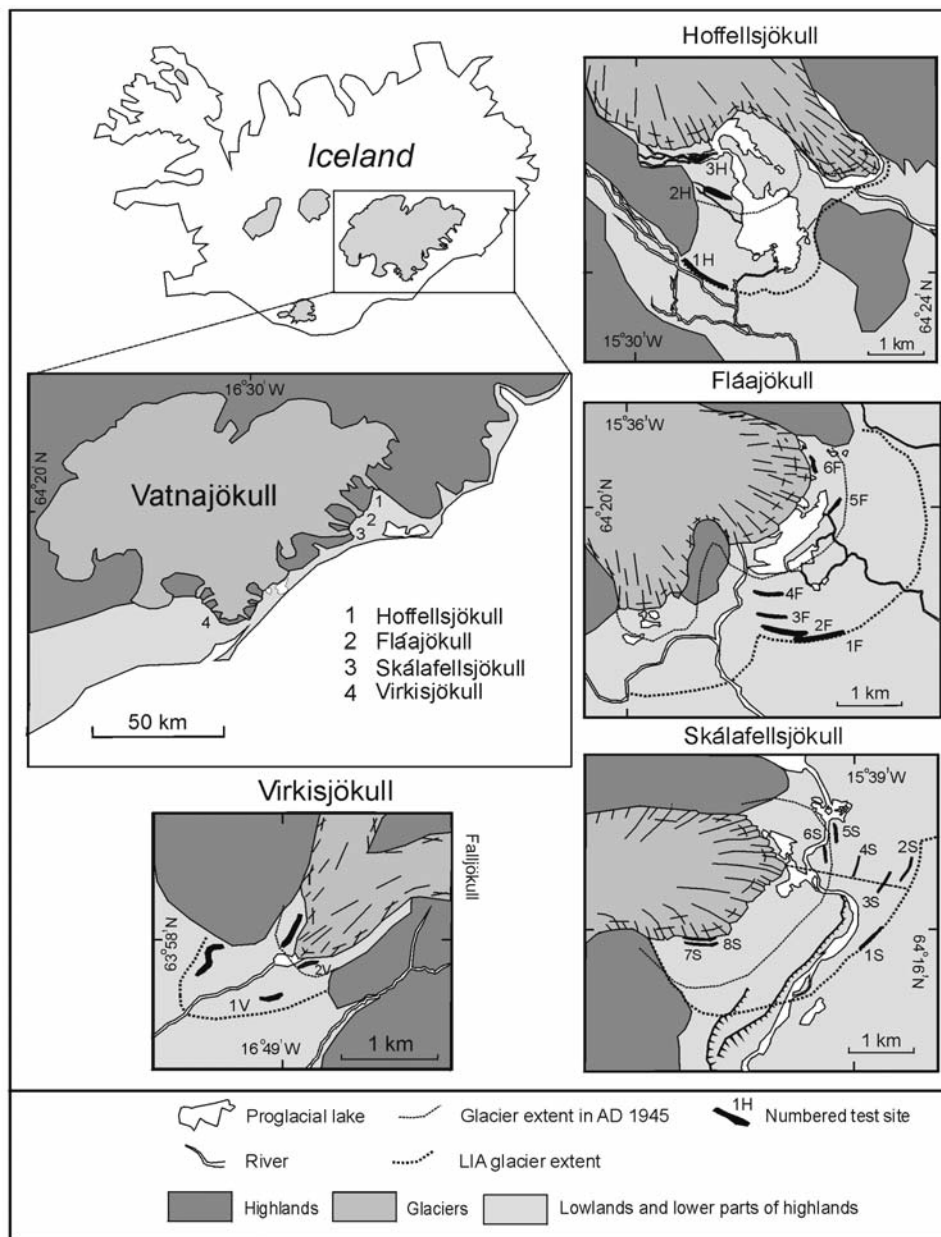 Iceland
16°30' W
64°20' N
Vatnajökull
1
2
3
4
1 Hoffellsjökull
2 Fláajökull
3 Skálafellsjökull
4 Virkisjökull
50 km
Hoffellsjökull
3H
2H
1H
64°24' N
15°30' W
1 km
Fláajökull
15°36' W
64°20' N
6F
5F
4F
3F
2F
1F
1 km
Skálafellsjökull
15°39' W
6S
5S
4S
2S
3S
1S
8S
7S
64°16' N
1 km
Virkisjökull
Falljökull
63°58' N
2V
1V
16°49' W
1 km
Proglacial lake
Glacier extent in AD 1945
1H
Numbered test site
River
LIA glacier extent
Highlands
Glaciers
Lowlands and lower parts of highlands